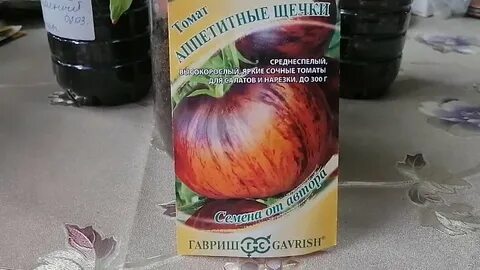 Томат
АППЕТИТНЫЕ ЩЕЧКИ
СРЕДНЕСПЕЛЫЙ,
ВЫСОКОРОСЛЫЙ, ЯРКИЕ СОЧНЫЕ ТОМАТЫ
ДЛЯ САЛАТОВ И НАРЕЗКИ, ДО 300 Г
Семена от автора
ГАВРИШ GAVRISH®